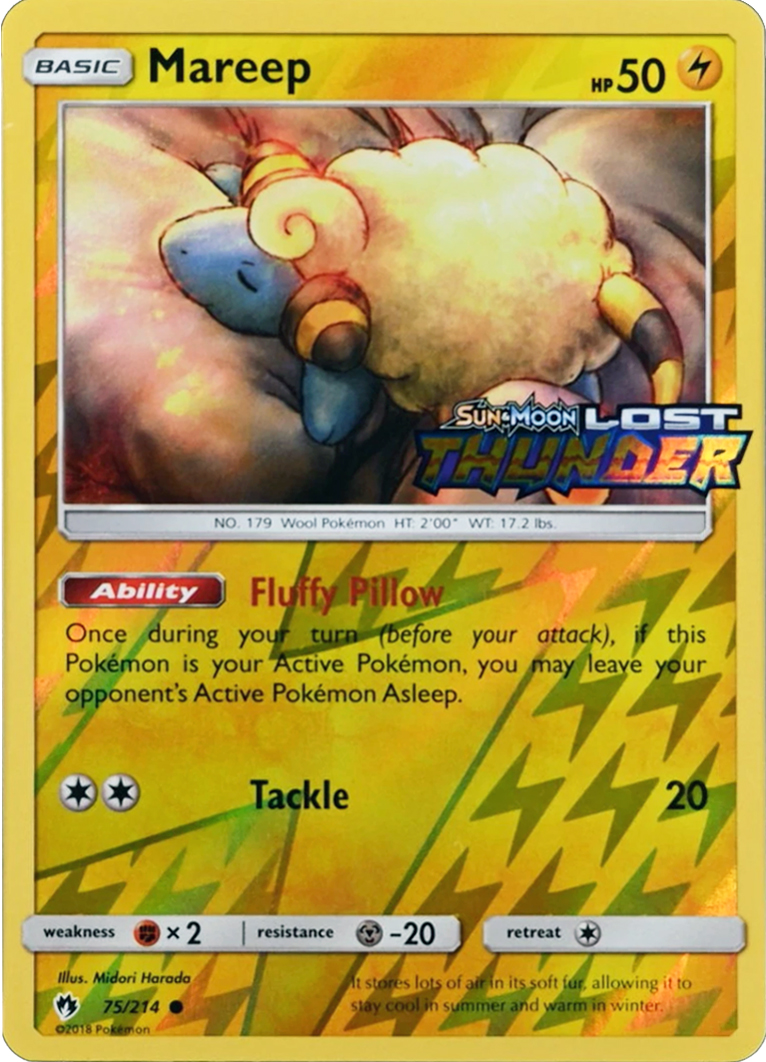 BASIC Mareep HP 50
SUN & MOON LOST
THUNDER
NO. 179 Wool Pokémon HT: 2'00" WT: 17.2 lbs.
Ability Fluffy Pillow
Once during your turn (before your attack), if this
Pokémon is your Active Pokémon, you may leave your
opponent's Active Pokémon Asleep.
Tackle 20
weakness ×2 resistance -20 retreat
Illus. Midori Harada
75/214
©2018 Pokémon
It stores lots of air in its soft fur, allowing it to
stay cool in summer and warm in winter.